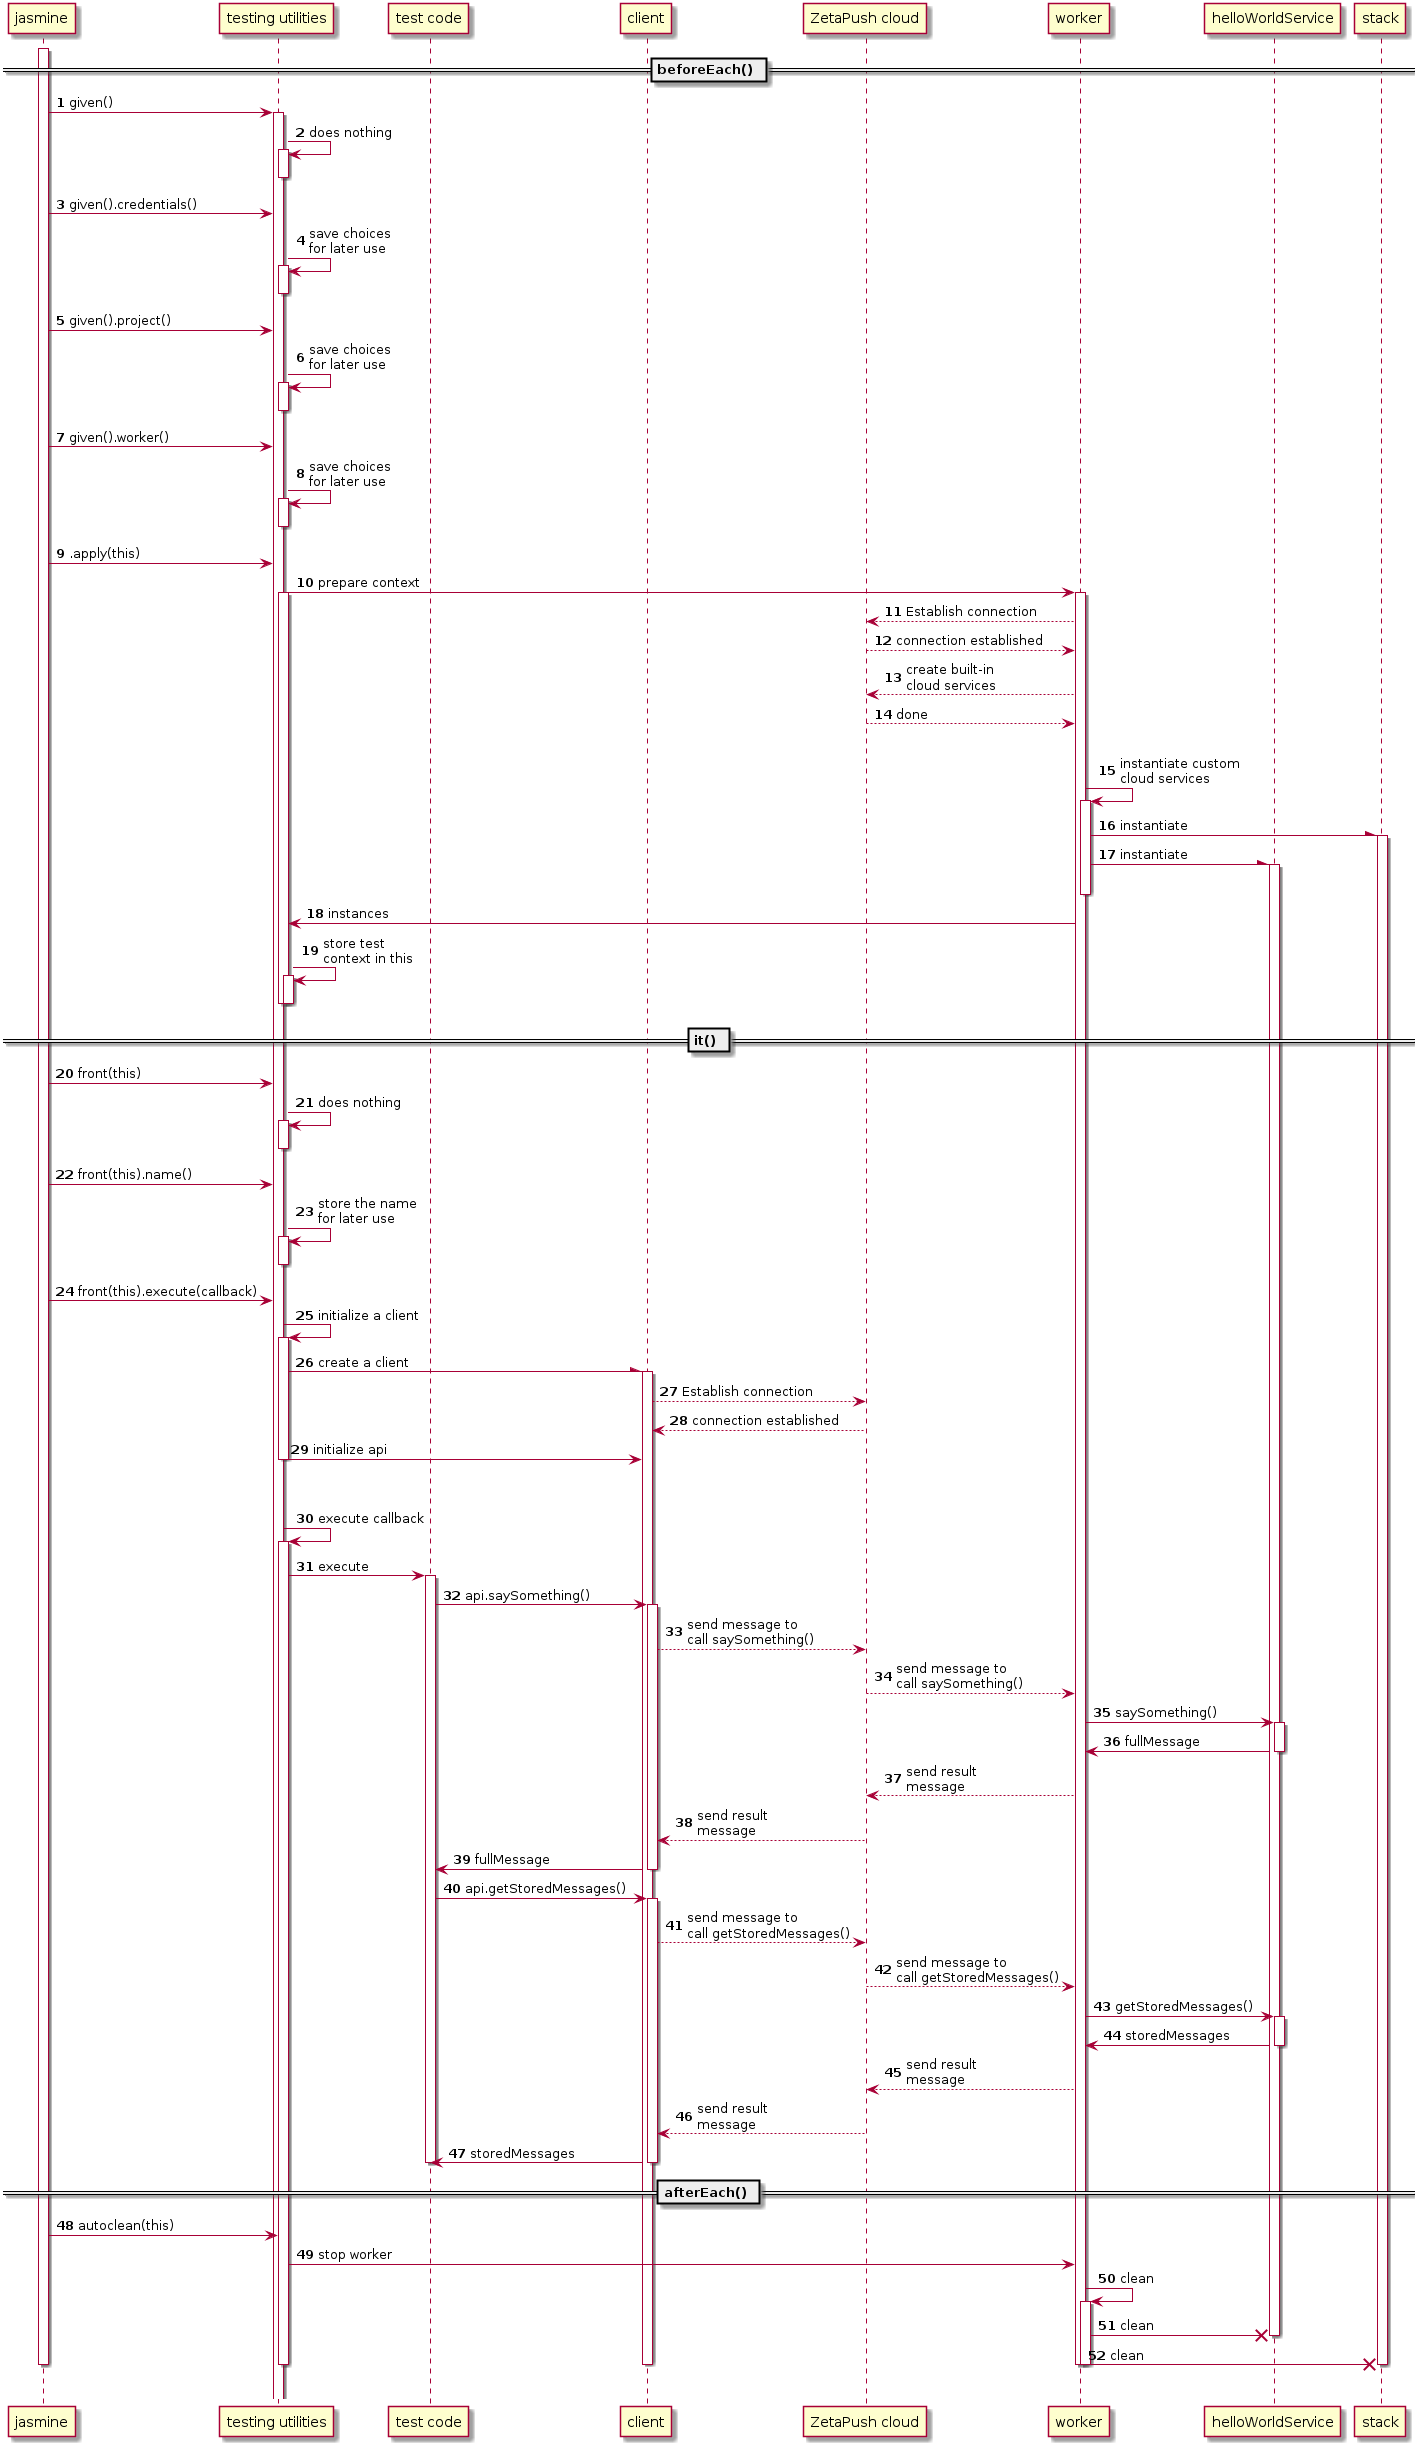 jasmine
testing utilities
test code
client
ZetaPush cloud
worker
helloWorldService
stack
beforeEach()
1 given()
2 does nothing
3 given().credentials()
4 save choices
for later use
5 given().project()
6 save choices
for later use
7 given().worker()
8 save choices
for later use
9 .apply(this)
10 prepare context
11 Establish connection
12 connection established
13 create built-in
cloud services
14 done
15 instantiate custom
cloud services
16 instantiate
17 instantiate
18 instances
19 store test
context in this
it()
20 front(this)
21 does nothing
22 front(this).name()
23 store the name
for later use
24 front(this).execute(callback)
25 initialize a client
26 create a client
27 Establish connection
28 connection established
29 initialize api
30 execute callback
31 execute
32 api.saySomething()
33 send message to
call saySomething()
34 send message to
call saySomething()
35 saySomething()
36 fullMessage
37 send result
message
38 send result
message
39 fullMessage
40 api.getStoredMessages()
41 send message to
call getStoredMessages()
42 send message to
call getStoredMessages()
43 getStoredMessages()
44 storedMessages
45 send result
message
46 send result
message
47 storedMessages
afterEach()
48 autoclean(this)
49 stop worker
50 clean
51 clean
52 clean
jasmine
testing utilities
test code
client
ZetaPush cloud
worker
helloWorldService
stack